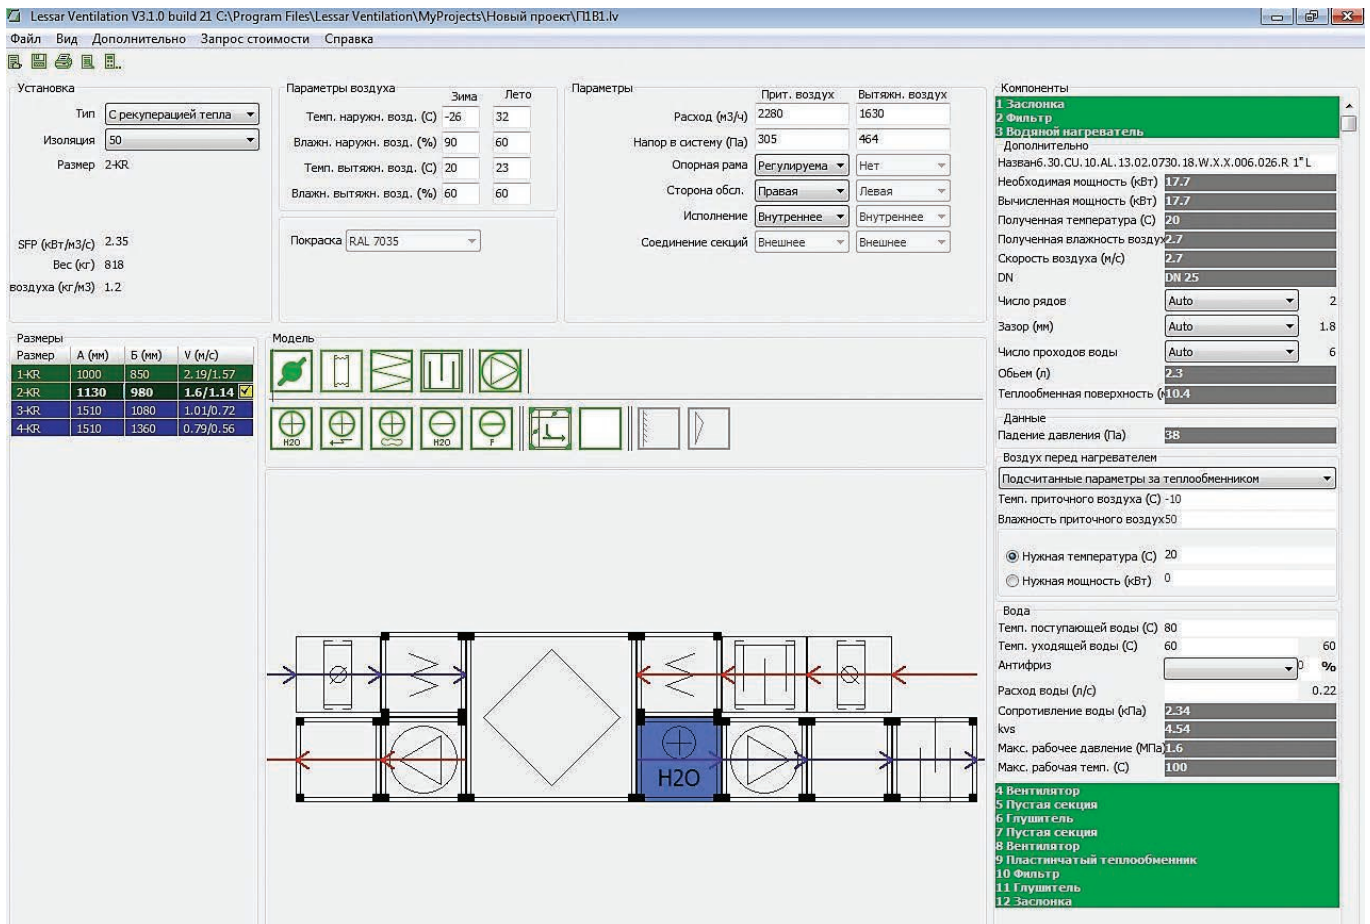 Lessar Ventilation V3.1.0 build 21 C:\Program Files\Lessar Ventilation\MyProjects\Новый проект\П1В1.lv
Файл Вид Дополнительно Запрос стоимости Справка
Установка
Тип С рекуперацией тепла
Изоляция 50
Размер 2-KR
SFP (кВт/м3/с) 2.35
Вес (кг) 818
воздуха (кг/м3) 1.2
Параметры воздуха
Зима Лето
Темп. наружн. возд. (С) -26 32
Влажн. наружн. возд. (%) 90 60
Темп. вытяжн. возд. (С) 20 23
Влажн. вытяжн. возд. (%) 60 60
Покраска RAL 7035
Параметры
Прит. воздух Вытяжн. воздух
Расход (м3/ч) 2280 1630
Напор в систему (Па) 305 464
Опорная рама Регулируема Нет
Сторона обсл. Правая Левая
Исполнение Внутреннее Внутреннее
Соединение секций Внешнее Внешнее
Размеры
Размер А (мм) Б (мм) V (м/с)
1-KR 1000 850 2.19/1.57
2-KR 1130 980 1.6/1.14
3-KR 1510 1080 1.01/0.72
4-KR 1510 1360 0.79/0.56
Модель
H2O H2O F
H2O
Компоненты
1 Заслонка
2 Фильтр
3 Водяной нагреватель
Дополнительно
Названб.30.CU.10.AL.13.02.0730.18.W.X.X.006.026.R 1" L
Необходимая мощность (кВт) 17.7
Вычисленная мощность (кВт) 17.7
Полученная температура (С) 20
Полученная влажность воздух 2.7
Скорость воздуха (м/с) 2.7
DN DN 25
Число рядов Auto 2
Зазор (мм) Auto 1.8
Число проходов воды Auto 6
Обьем (л) 2.3
Теплообменная поверхность (м 10.4
Данные
Падение давления (Па) 38
Воздух перед нагревателем
Подсчитанные параметры за теплообменником
Темп. приточного воздуха (С) -10
Влажность приточного воздух 50
Нужная температура (С) 20
Нужная мощность (кВт) 0
Вода
Темп. поступающей воды (С) 80
Темп. уходящей воды (С) 60 60
Антифриз 0 %
Расход воды (л/с) 0.22
Сопротивление воды (кПа) 2.34
kvs 4.54
Макс. рабочее давление (МПа) 1.6
Макс. рабочая темп. (С) 100
4 Вентилятор
5 Пустая секция
6 Глушитель
7 Пустая секция
8 Вентилятор
9 Пластинчатый теплообменник
10 Фильтр
11 Глушитель
12 Заслонка